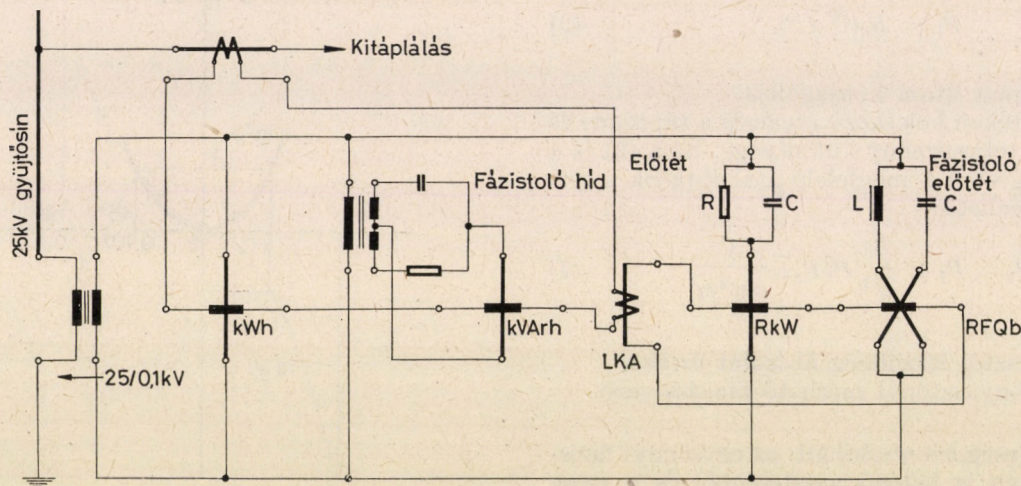 Kitáplálás
25kV gyüjtősín
Előtét
Fázistoló
előtét
Fázistoló híd
R
C
L
C
kWh
kVArh
RkW
RFQb
LKA
25/0,1kV